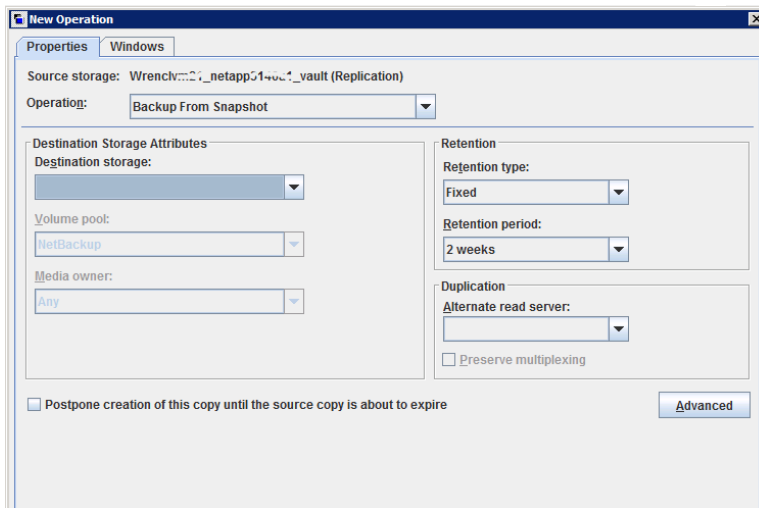 New Operation
Properties
Windows
Source storage: (Replication)
Operation:
Backup From Snapshot
Destination Storage Attributes
Destination storage:
Volume pool:
NetBackup
Media owner:
Any
Retention
Retention type:
Fixed
Retention period:
2 weeks
Duplication
Alternate read server:
Preserve multiplexing
Postpone creation of this copy until the source copy is about to expire
Advanced